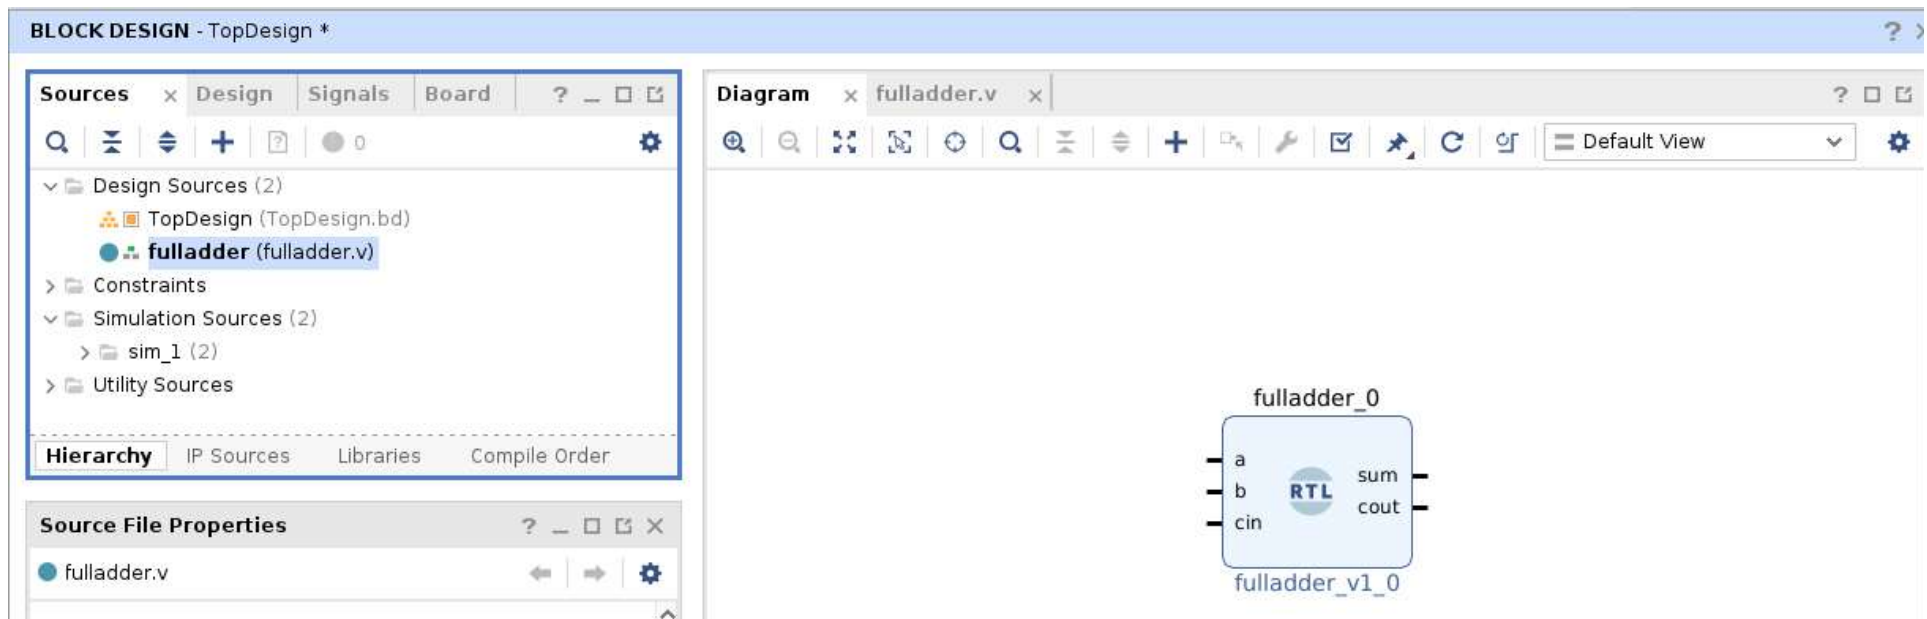 BLOCK DESIGN - TopDesign *
Sources Design Signals Board
0
Design Sources (2)
TopDesign (TopDesign.bd)
fulladder (fulladder.v)
Constraints
Simulation Sources (2)
sim_1 (2)
Utility Sources
Hierarchy IP Sources Libraries Compile Order
Source File Properties
fulladder.v
Diagram fulladder.v
Default View
fulladder_0
a
b
cin
RTL
sum
cout
fulladder_v1_0